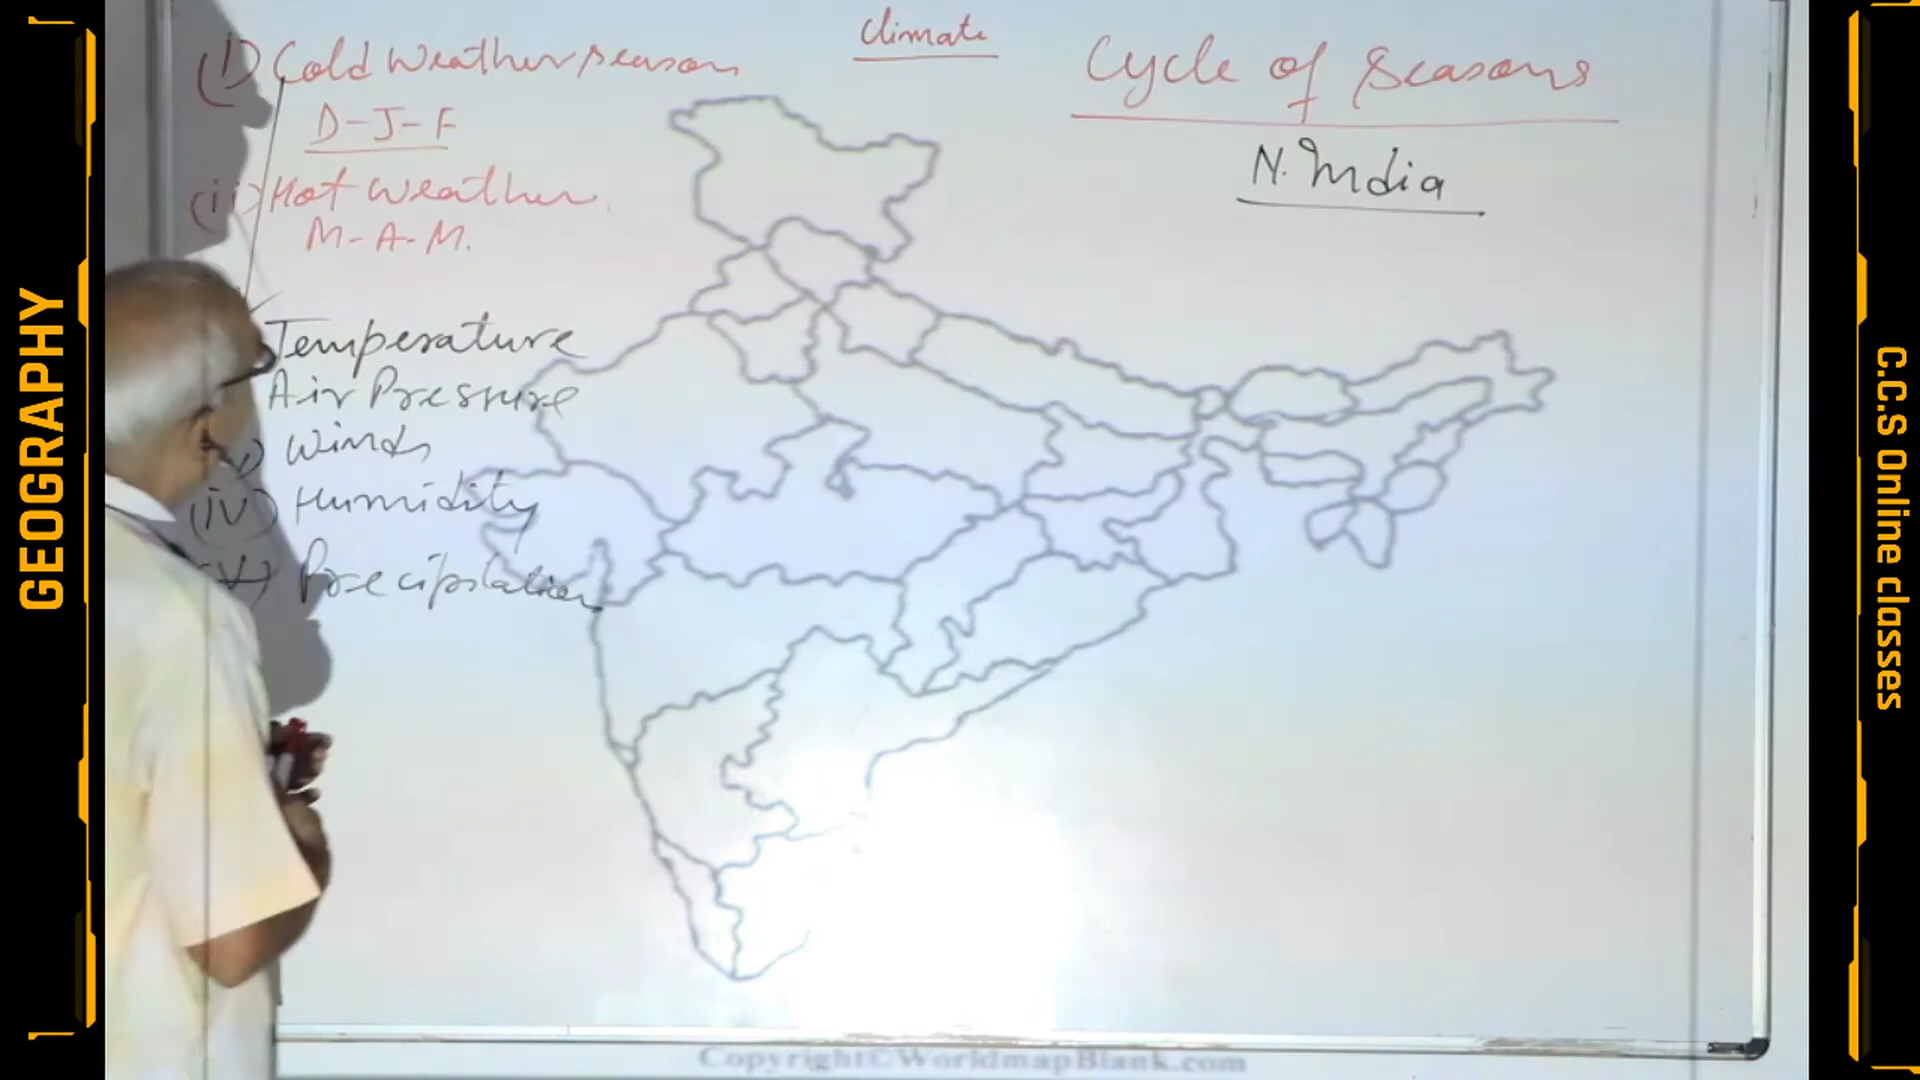 GEOGRAPHY
Climate
Cycle of Seasons
N. India
(i) Cold Weather season
D-J-F
(ii) Hot Weather
M-A-M.
Temperature
Air Pressure
Winds
(iv) Humidity
(v) Precipitation
C.C.S Online classes
Copyright©WorldmapBlank.com